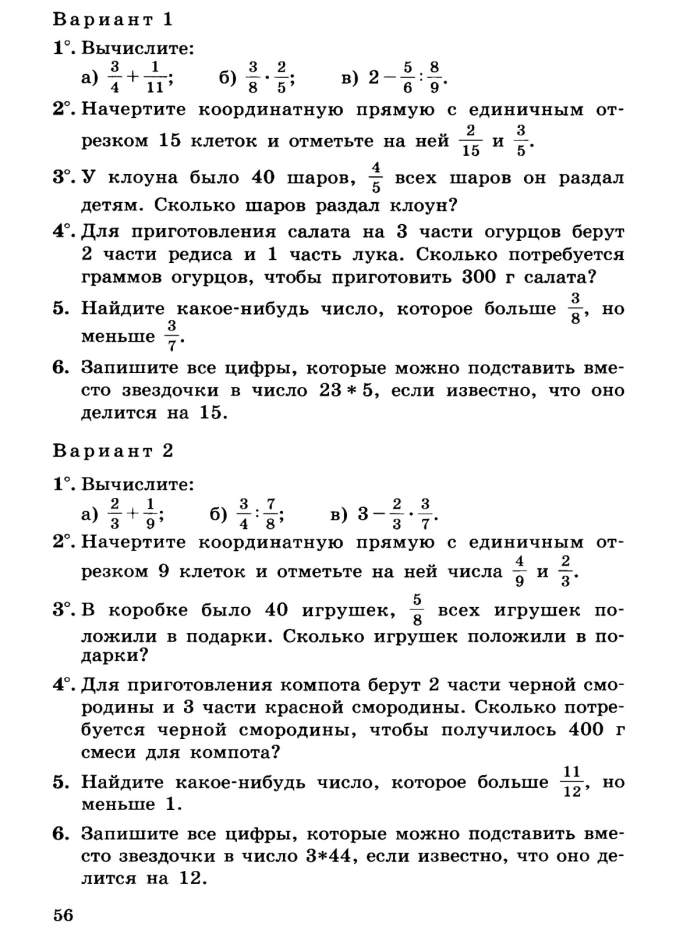 Вариант 1
1°. Вычислите:
а) 3/4 + 1/11; б) 3/8 · 2/5; в) 2 − 5/6 : 8/9.
2°. Начертите координатную прямую с единичным от-
резком 15 клеток и отметьте на ней 2/15 и 3/5.
3°. У клоуна было 40 шаров, 4/5 всех шаров он раздал
детям. Сколько шаров раздал клоун?
4°. Для приготовления салата на 3 части огурцов берут
2 части редиса и 1 часть лука. Сколько потребуется
граммов огурцов, чтобы приготовить 300 г салата?
5. Найдите какое-нибудь число, которое больше 3/8, но
меньше 3/7.
6. Запишите все цифры, которые можно подставить вме-
сто звездочки в число 23 * 5, если известно, что оно
делится на 15.
Вариант 2
1°. Вычислите:
а) 2/3 + 1/9; б) 3/4 : 7/8; в) 3 − 2/3 · 3/7.
2°. Начертите координатную прямую с единичным от-
резком 9 клеток и отметьте на ней числа 4/9 и 2/3.
3°. В коробке было 40 игрушек, 5/8 всех игрушек по-
ложили в подарки. Сколько игрушек положили в по-
дарки?
4°. Для приготовления компота берут 2 части черной смо-
родины и 3 части красной смородины. Сколько потре-
буется черной смородины, чтобы получилось 400 г
смеси для компота?
5. Найдите какое-нибудь число, которое больше 11/12, но
меньше 1.
6. Запишите все цифры, которые можно подставить вме-
сто звездочки в число 3*44, если известно, что оно де-
лится на 12.
56